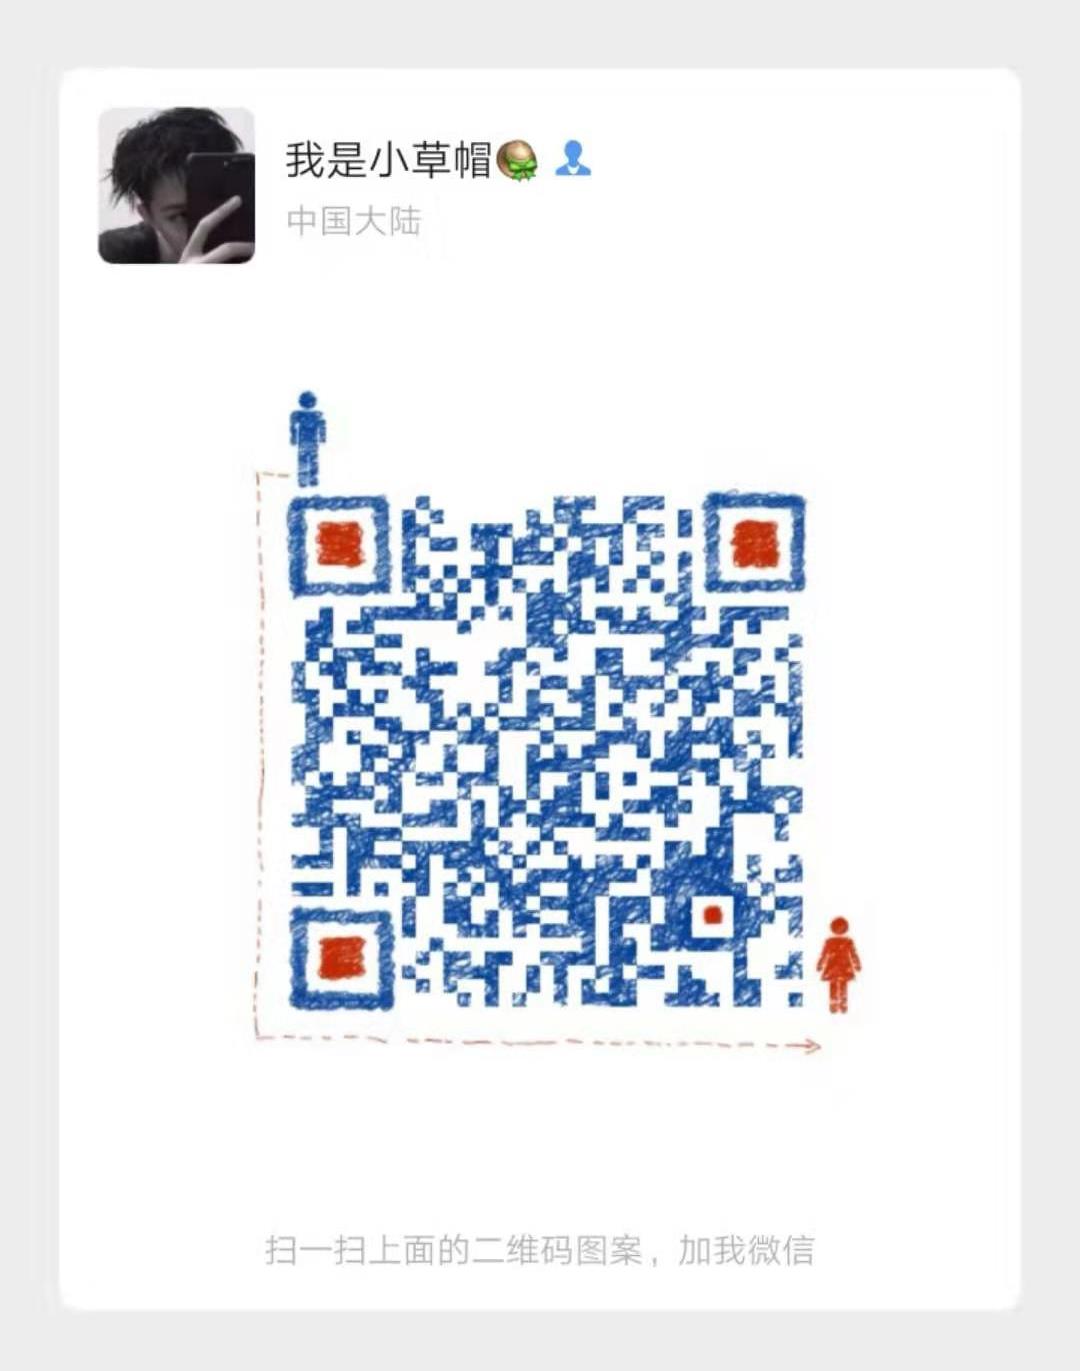 我是小草帽👒👤
中国大陆
扫一扫上面的二维码图案，加我微信